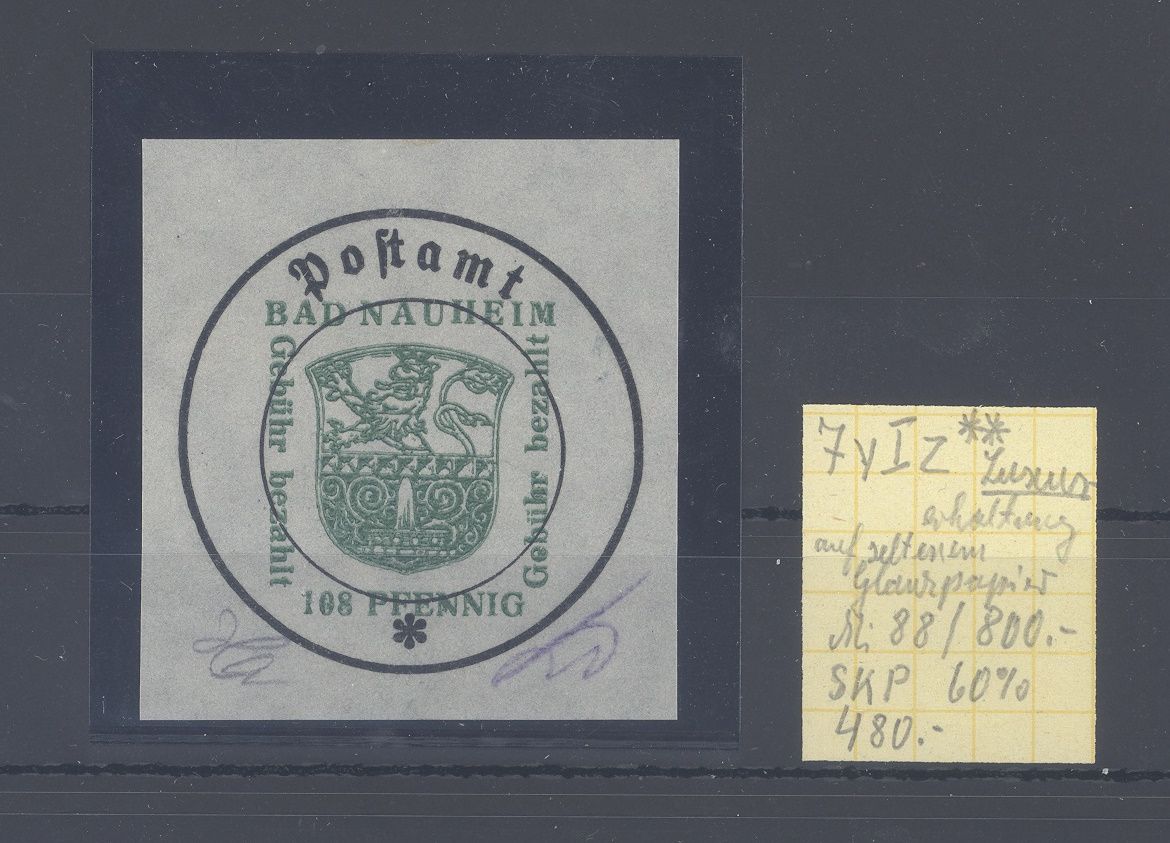 Postamt
BAD NAUHEIM
Gebühr bezahlt
Gebühr bezahlt
108 PFENNIG
7yIz **
Luxus
erhaltung
auf seltenem
Glanzpapier
Mi 88/ 800.-
SKP 60%
480.-